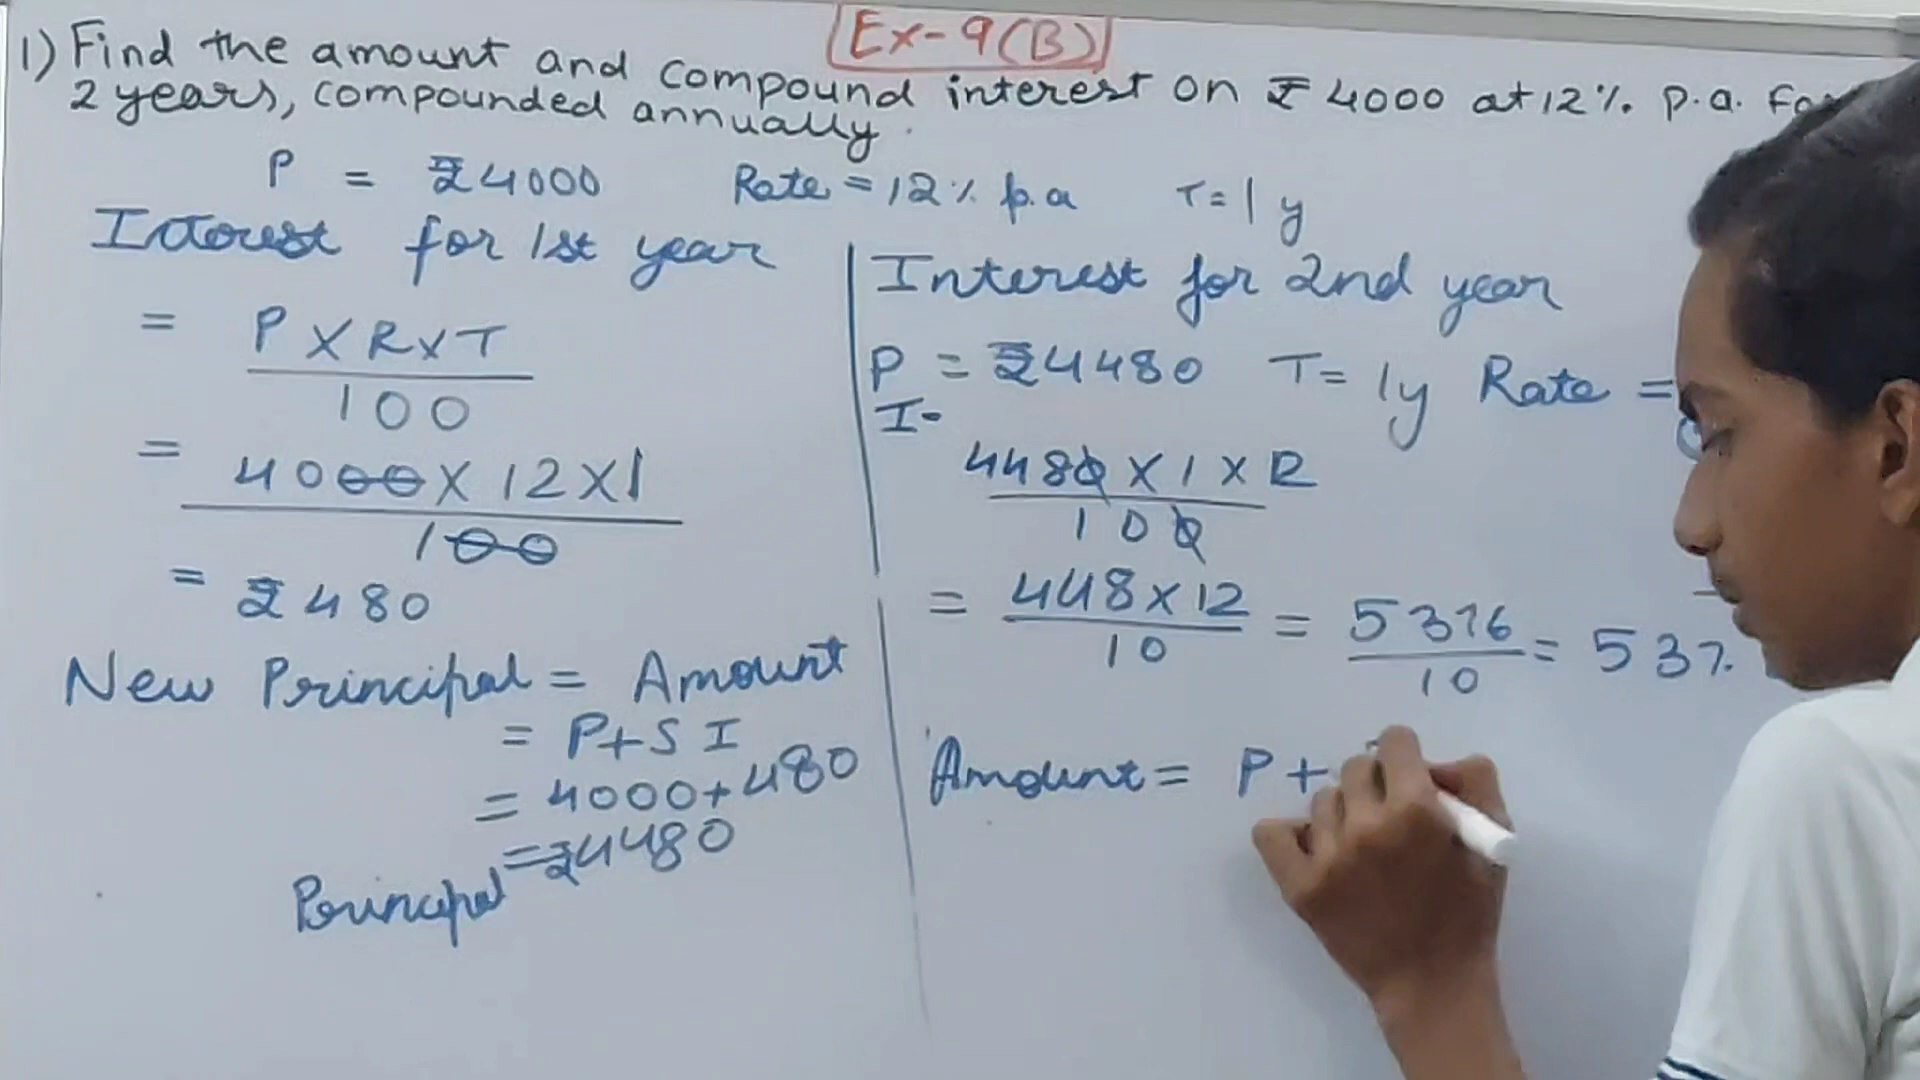 Ex-9(B)
1) Find the amount and compound interest on ₹ 4000 at 12%. p.a. For
2 years, compounded annually.
P = ₹4000 Rate = 12% p.a T = 1 y
Interest for 1st year
= P X R X T
100
= 4000 X 12 X 1
100
= ₹ 480
New Principal = Amount
= P+S I
= 4000+480
= ₹4480
Principal
Interest for 2nd year
P = ₹4480 T = 1y Rate =
I =
4480 X 1 X 12
100
= 448 X 12 = 5376 = 537.
10 10
Amount = P +